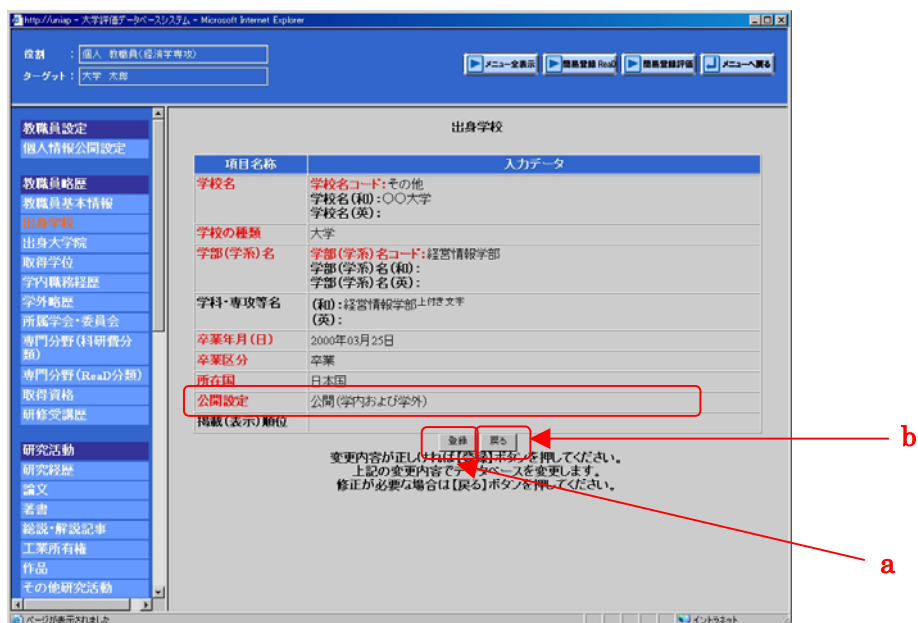 http://uniap - 大学評価データベースシステム - Microsoft Internet Explorer
役割 : 個人 教職員(経済学専攻)
ターゲット : 大学 太郎
メニュー全表示 簡易登録 ReaD 簡易登録評価 メニューへ戻る
教職員設定
個人情報公開設定
教職員略歴
教職員基本情報
出身学校
出身大学院
取得学位
学内職務経歴
学外略歴
所属学会・委員会
専門分野(科研費分類)
専門分野(ReaD分類)
取得資格
研修受講歴
研究活動
研究経歴
論文
著書
総説・解説記事
工業所有権
作品
その他研究活動
出身学校
項目名称 入力データ
学校名 学校名コード:その他
学校名(和):〇〇大学
学校名(英):
学校の種類 大学
学部(学系)名 学部(学系)名コード:経営情報学部
学部(学系)名(和):
学部(学系)名(英):
学科・専攻等名 (和):経営情報学部上付き文字
(英):
卒業年月(日) 2000年03月25日
卒業区分 卒業
所在国 日本国
公開設定 公開(学内および学外)
掲載(表示)順位
登録 戻る
変更内容が正しければ【登録】ボタンを押してください。
上記の変更内容でデータベースを変更します。
修正が必要な場合は【戻る】ボタンを押してください。
b
a
ページが表示されました
イントラネット